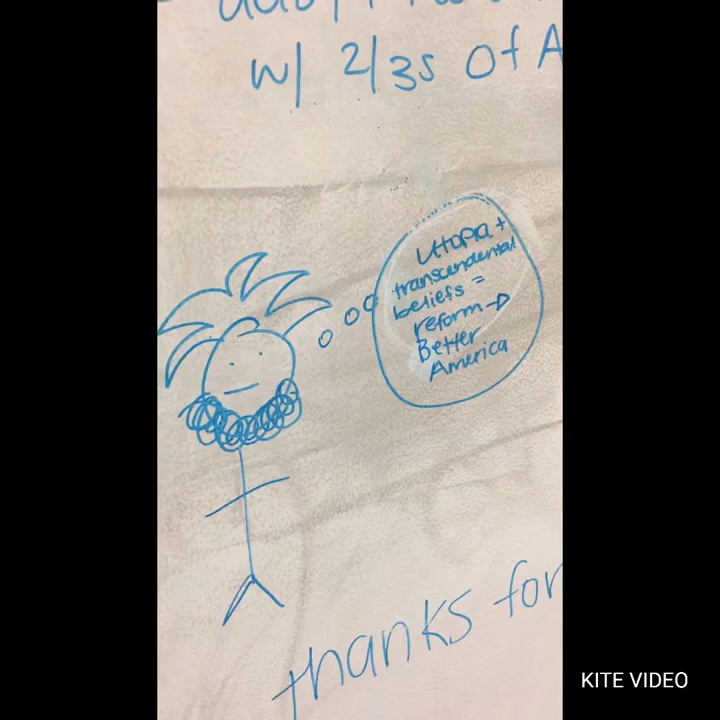 w/ 2/3s of A
Utopia +
transcendental
beliefs =
reform →
Better
America
thanks for
KITE VIDEO